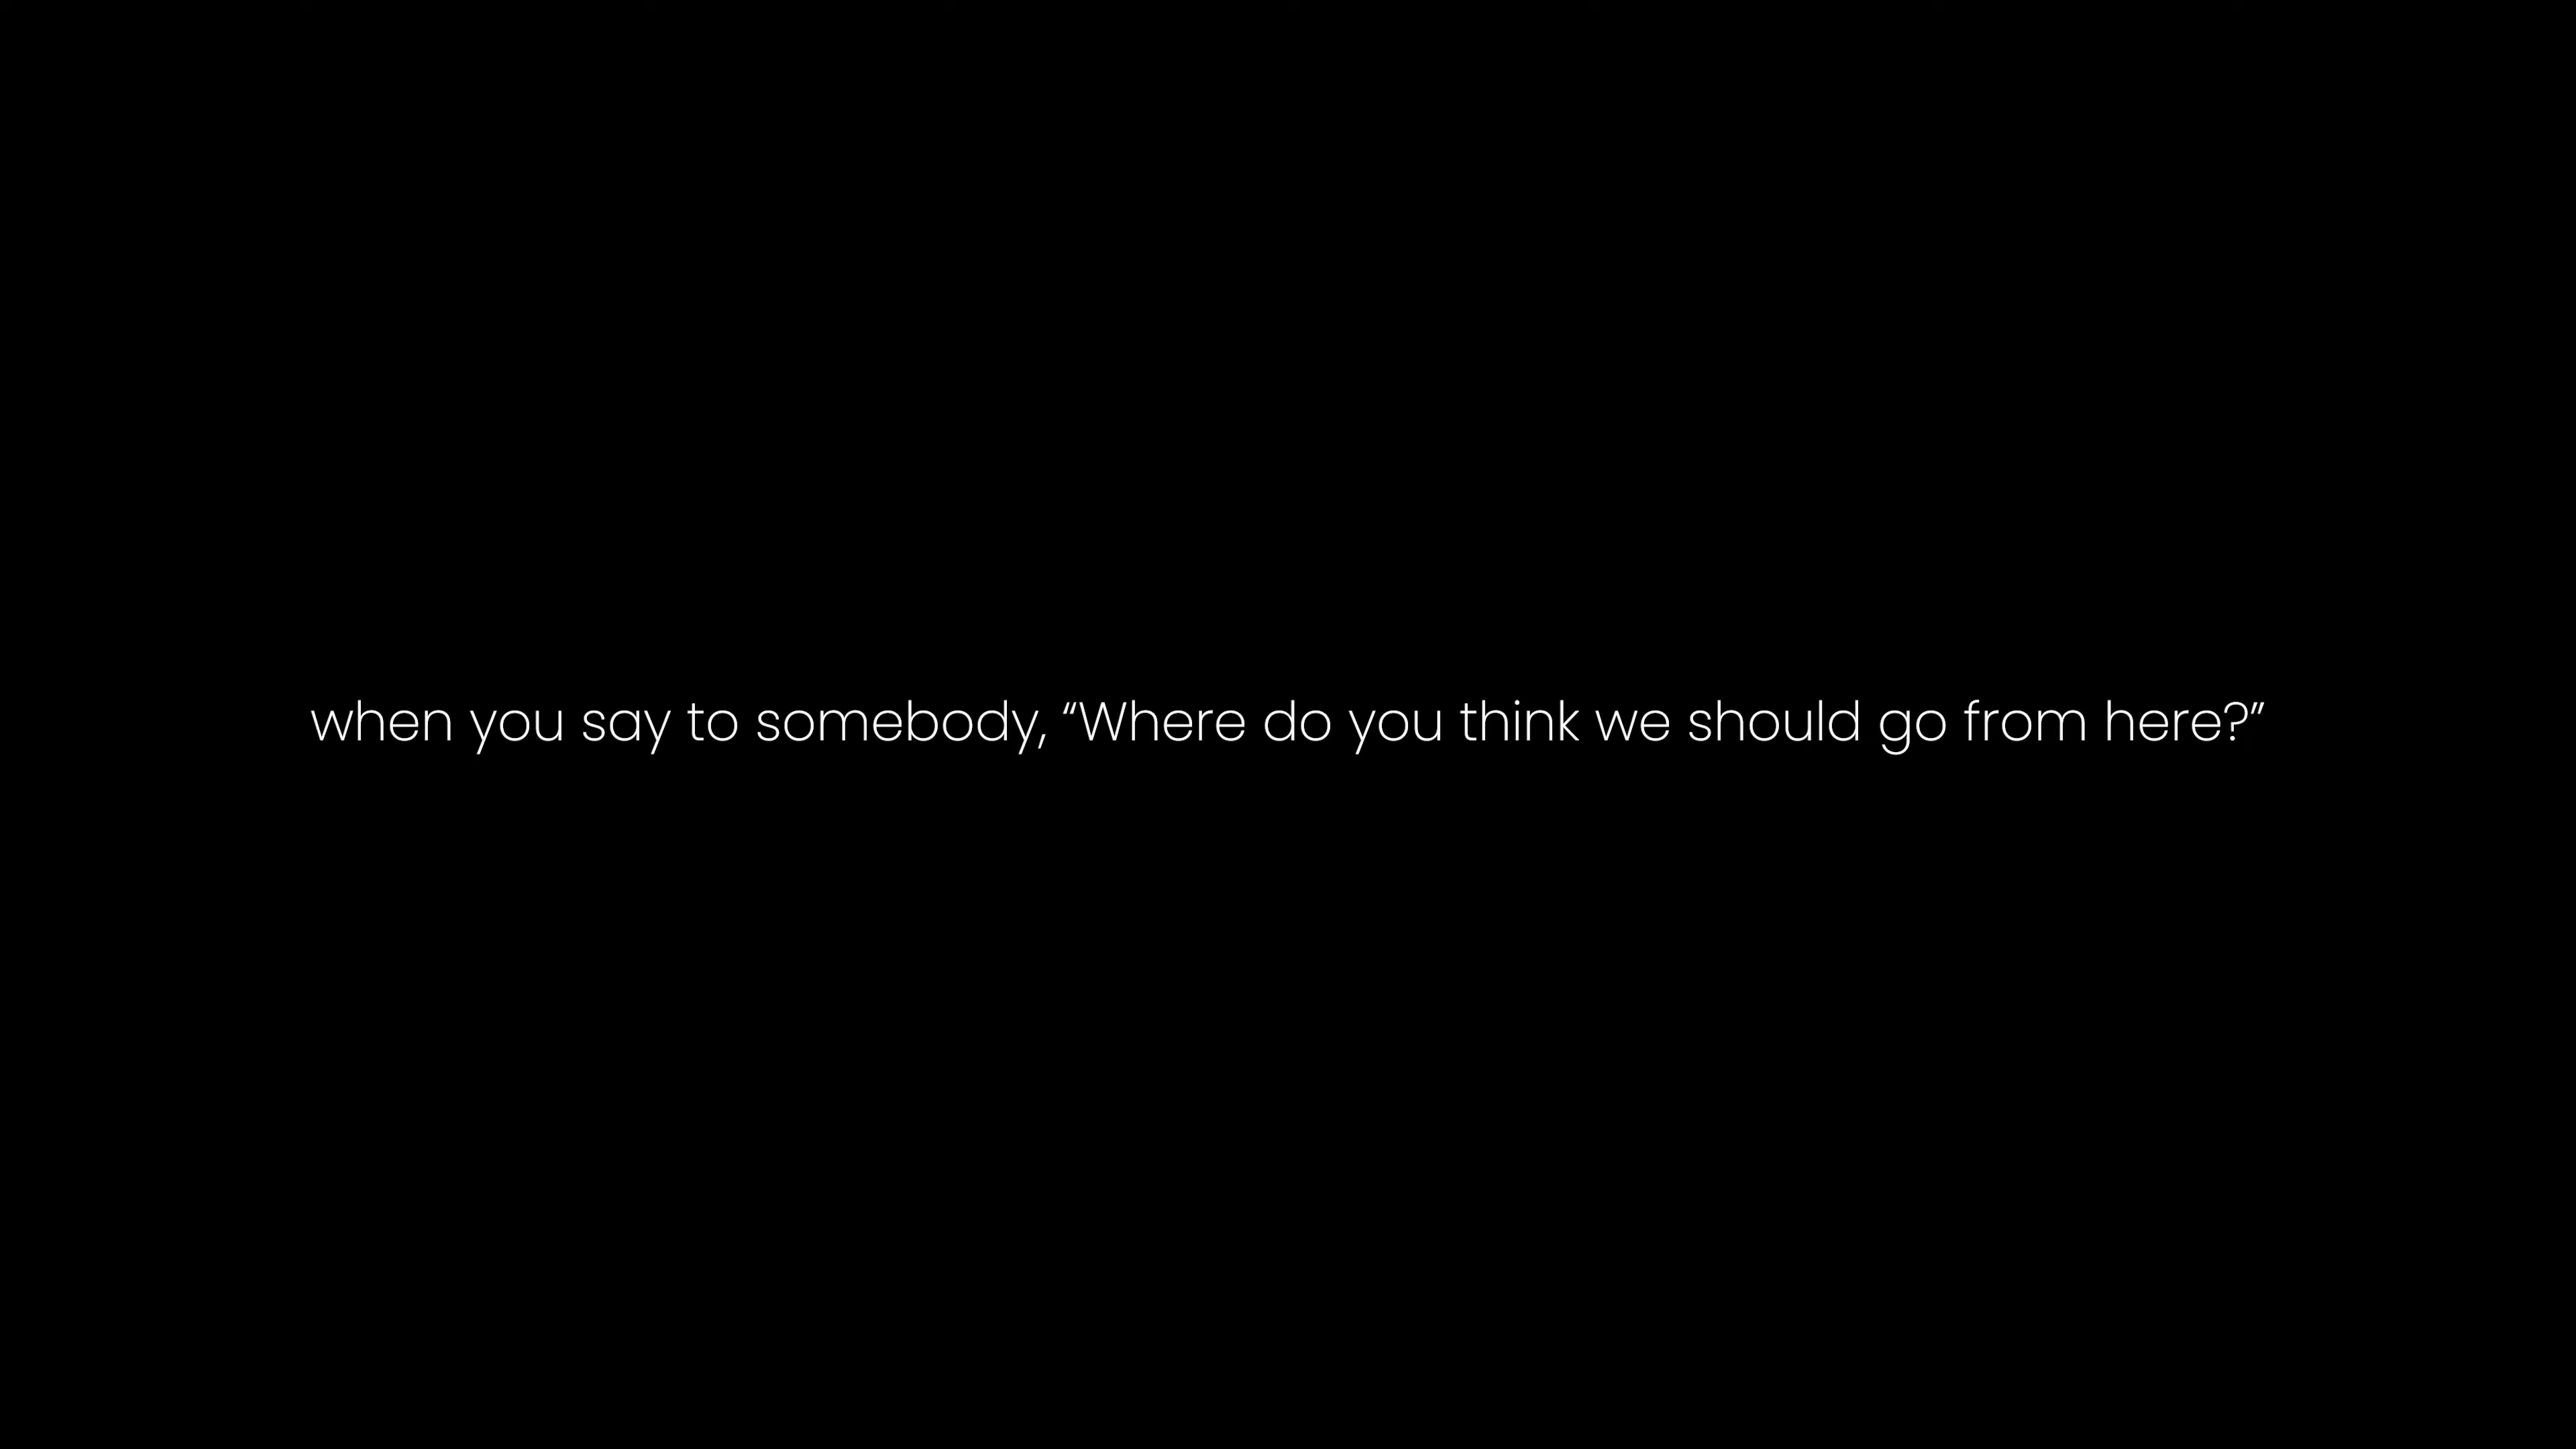 when you say to somebody, “Where do you think we should go from here?”